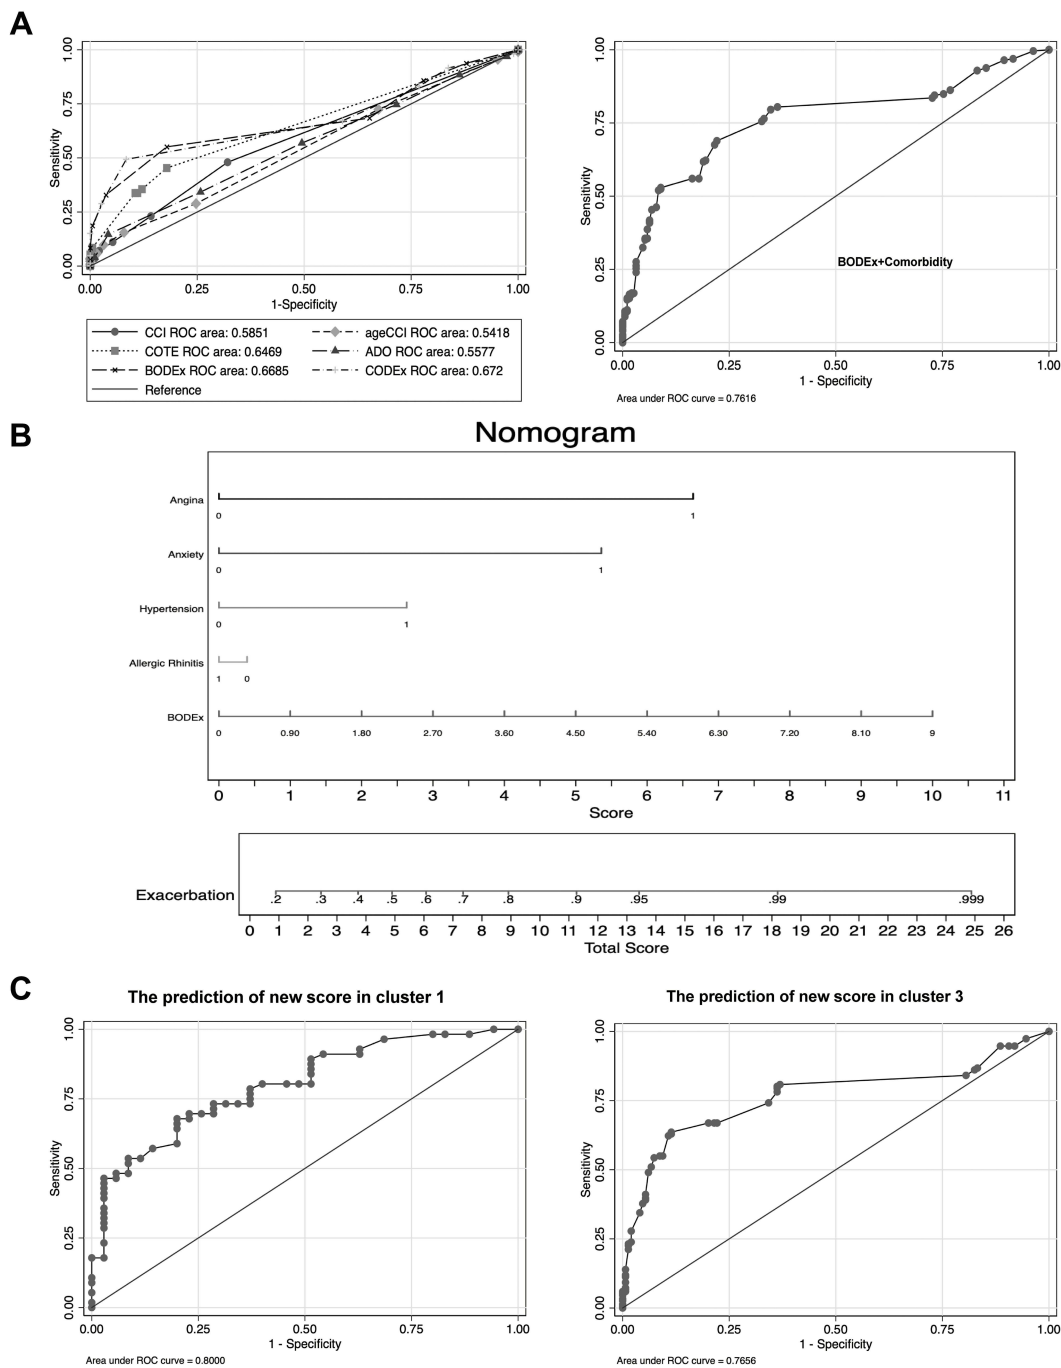 A
1.00
0.75
0.50
0.25
0.00
Sensitivity
0.00 0.25 0.50 0.75 1.00
1-Specificity
CCI ROC area: 0.5851 ageCCI ROC area: 0.5418
COTE ROC area: 0.6469 ADO ROC area: 0.5577
BODEx ROC area: 0.6685 CODEx ROC area: 0.672
Reference
1.00
0.75
0.50
0.25
0.00
Sensitivity
BODEx+Comorbidity
0.00 0.25 0.50 0.75 1.00
1 - Specificity
Area under ROC curve = 0.7616
B
Nomogram
Angina
0 1
Anxiety
0 1
Hypertension
0 1
Allergic Rhinitis
1 0
BODEx
0 0.90 1.80 2.70 3.60 4.50 5.40 6.30 7.20 8.10 9
0 1 2 3 4 5 6 7 8 9 10 11
Score
Exacerbation
.2 .3 .4 .5 .6 .7 .8 .9 .95 .99 .999
0 1 2 3 4 5 6 7 8 9 10 11 12 13 14 15 16 17 18 19 20 21 22 23 24 25 26
Total Score
C
The prediction of new score in cluster 1
1.00
0.75
0.50
0.25
0.00
Sensitivity
0.00 0.25 0.50 0.75 1.00
1 - Specificity
Area under ROC curve = 0.8000
The prediction of new score in cluster 3
1.00
0.75
0.50
0.25
0.00
Sensitivity
0.00 0.25 0.50 0.75 1.00
1 - Specificity
Area under ROC curve = 0.7656